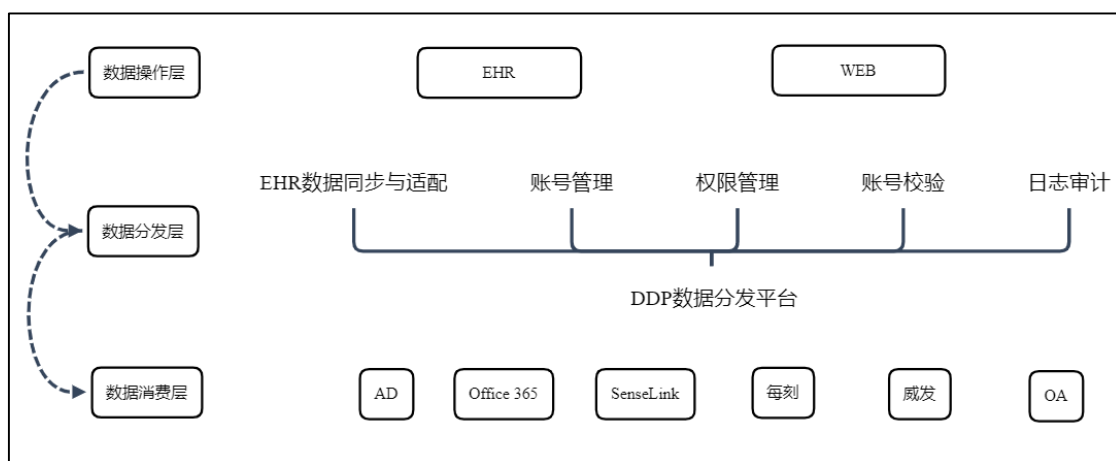 数据操作层 EHR WEB
EHR数据同步与适配 账号管理 权限管理 账号校验 日志审计
数据分发层
DDP数据分发平台
数据消费层 AD Office 365 SenseLink 每刻 威发 OA